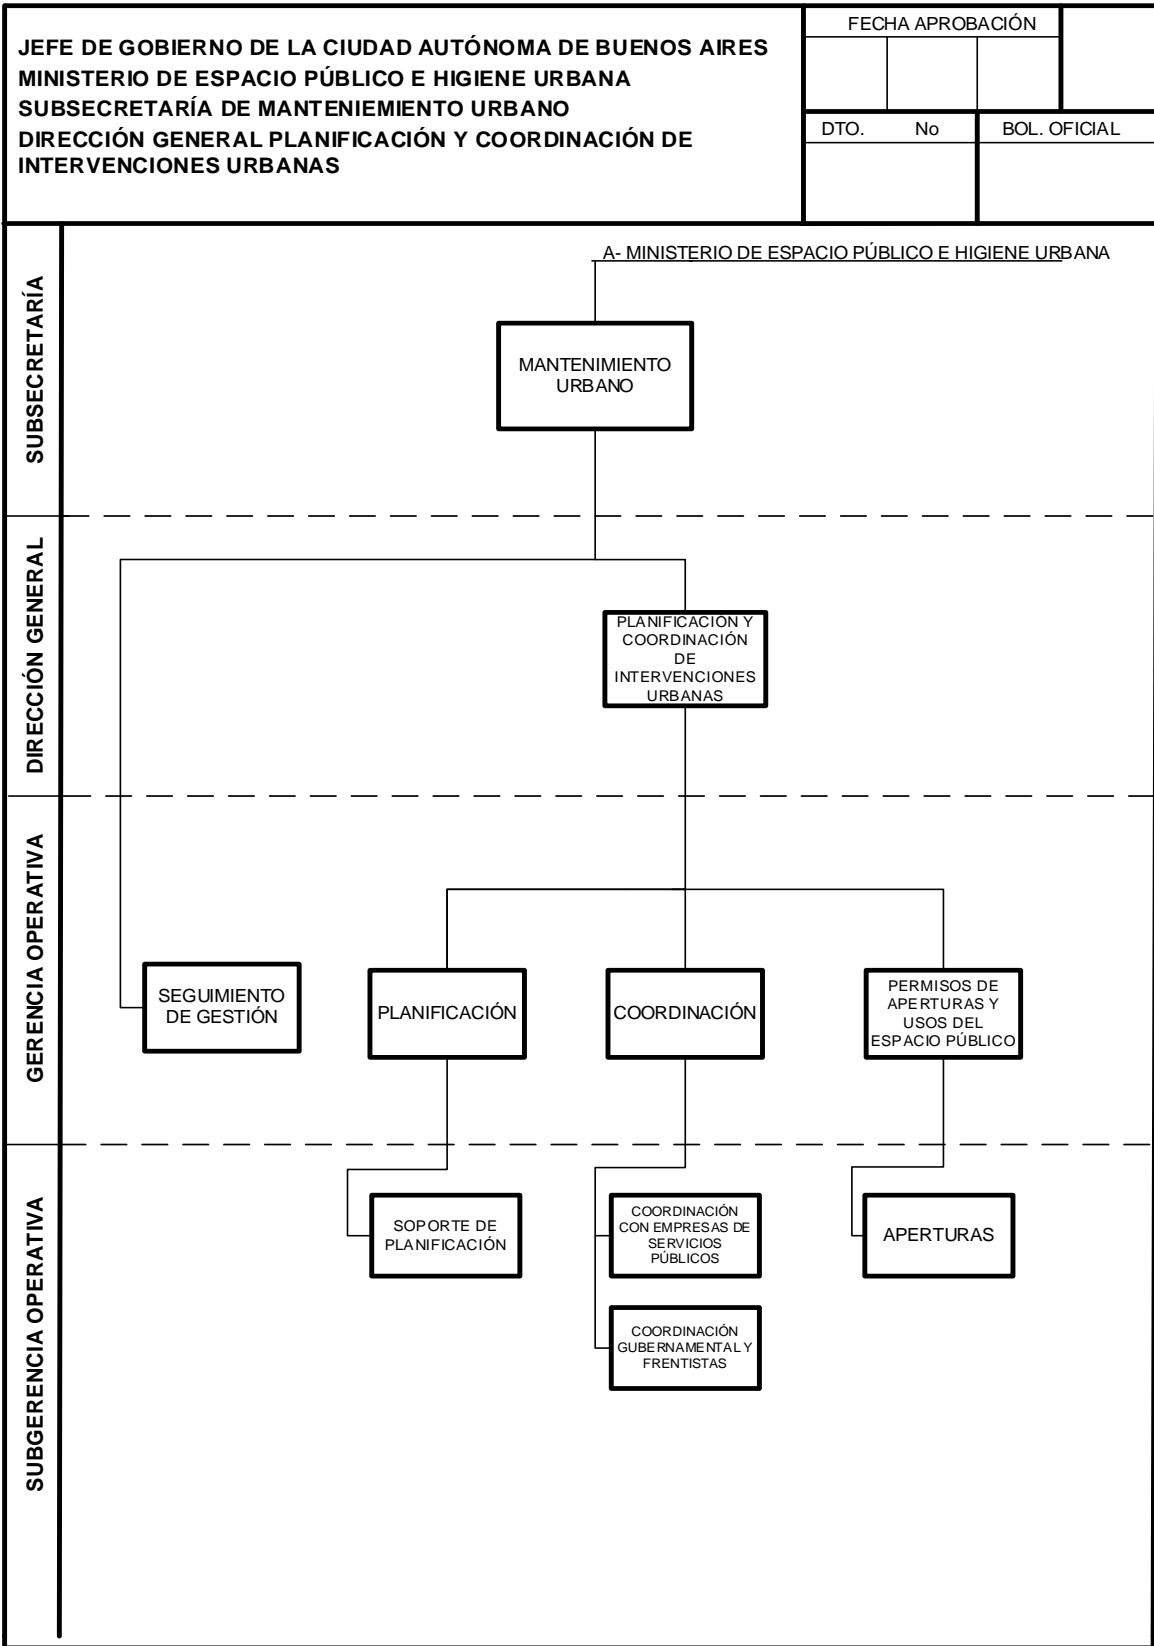 JEFE DE GOBIERNO DE LA CIUDAD AUTÓNOMA DE BUENOS AIRES
MINISTERIO DE ESPACIO PÚBLICO E HIGIENE URBANA
SUBSECRETARÍA DE MANTENIEMIENTO URBANO
DIRECCIÓN GENERAL PLANIFICACIÓN Y COORDINACIÓN DE
INTERVENCIONES URBANAS
FECHA APROBACIÓN
DTO. No
BOL. OFICIAL
SUBSECRETARÍA
A- MINISTERIO DE ESPACIO PÚBLICO E HIGIENE URBANA
MANTENIMIENTO
URBANO
DIRECCIÓN GENERAL
PLANIFICACIÓN Y
COORDINACIÓN
DE
INTERVENCIONES
URBANAS
GERENCIA OPERATIVA
SEGUIMIENTO
DE GESTIÓN
PLANIFICACIÓN
COORDINACIÓN
PERMISOS DE
APERTURAS Y
USOS DEL
ESPACIO PÚBLICO
SUBGERENCIA OPERATIVA
SOPORTE DE
PLANIFICACIÓN
COORDINACIÓN
CON EMPRESAS DE
SERVICIOS
PÚBLICOS
APERTURAS
COORDINACIÓN
GUBERNAMENTAL Y
FRENTISTAS